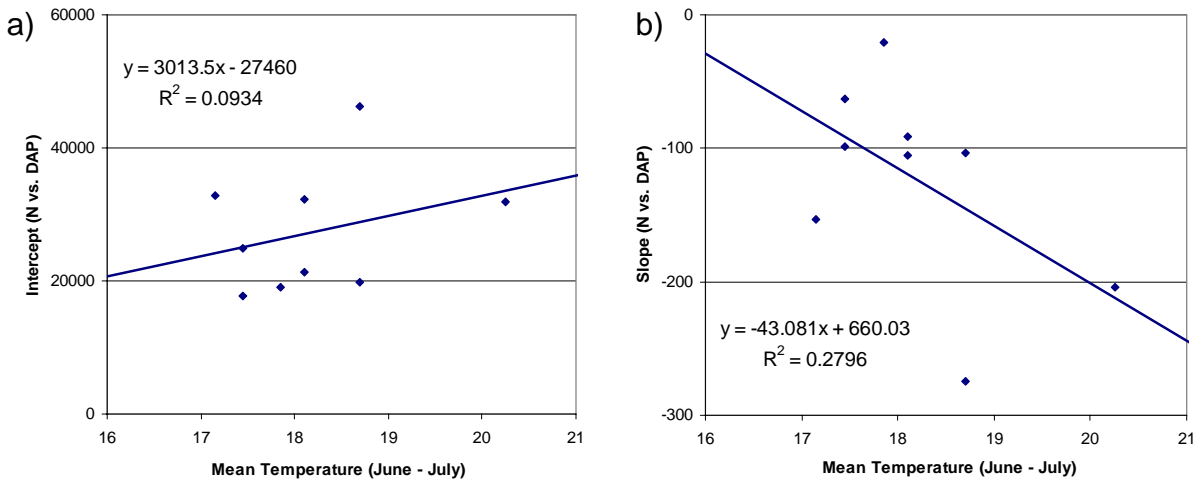 a)
60000
40000
20000
0
Intercept (N vs. DAP)
y = 3013.5x - 27460
R² = 0.0934
16 17 18 19 20 21
Mean Temperature (June - July)
b)
0
-100
-200
-300
Slope (N vs. DAP)
y = -43.081x + 660.03
R² = 0.2796
16 17 18 19 20 21
Mean Temperature (June - July)